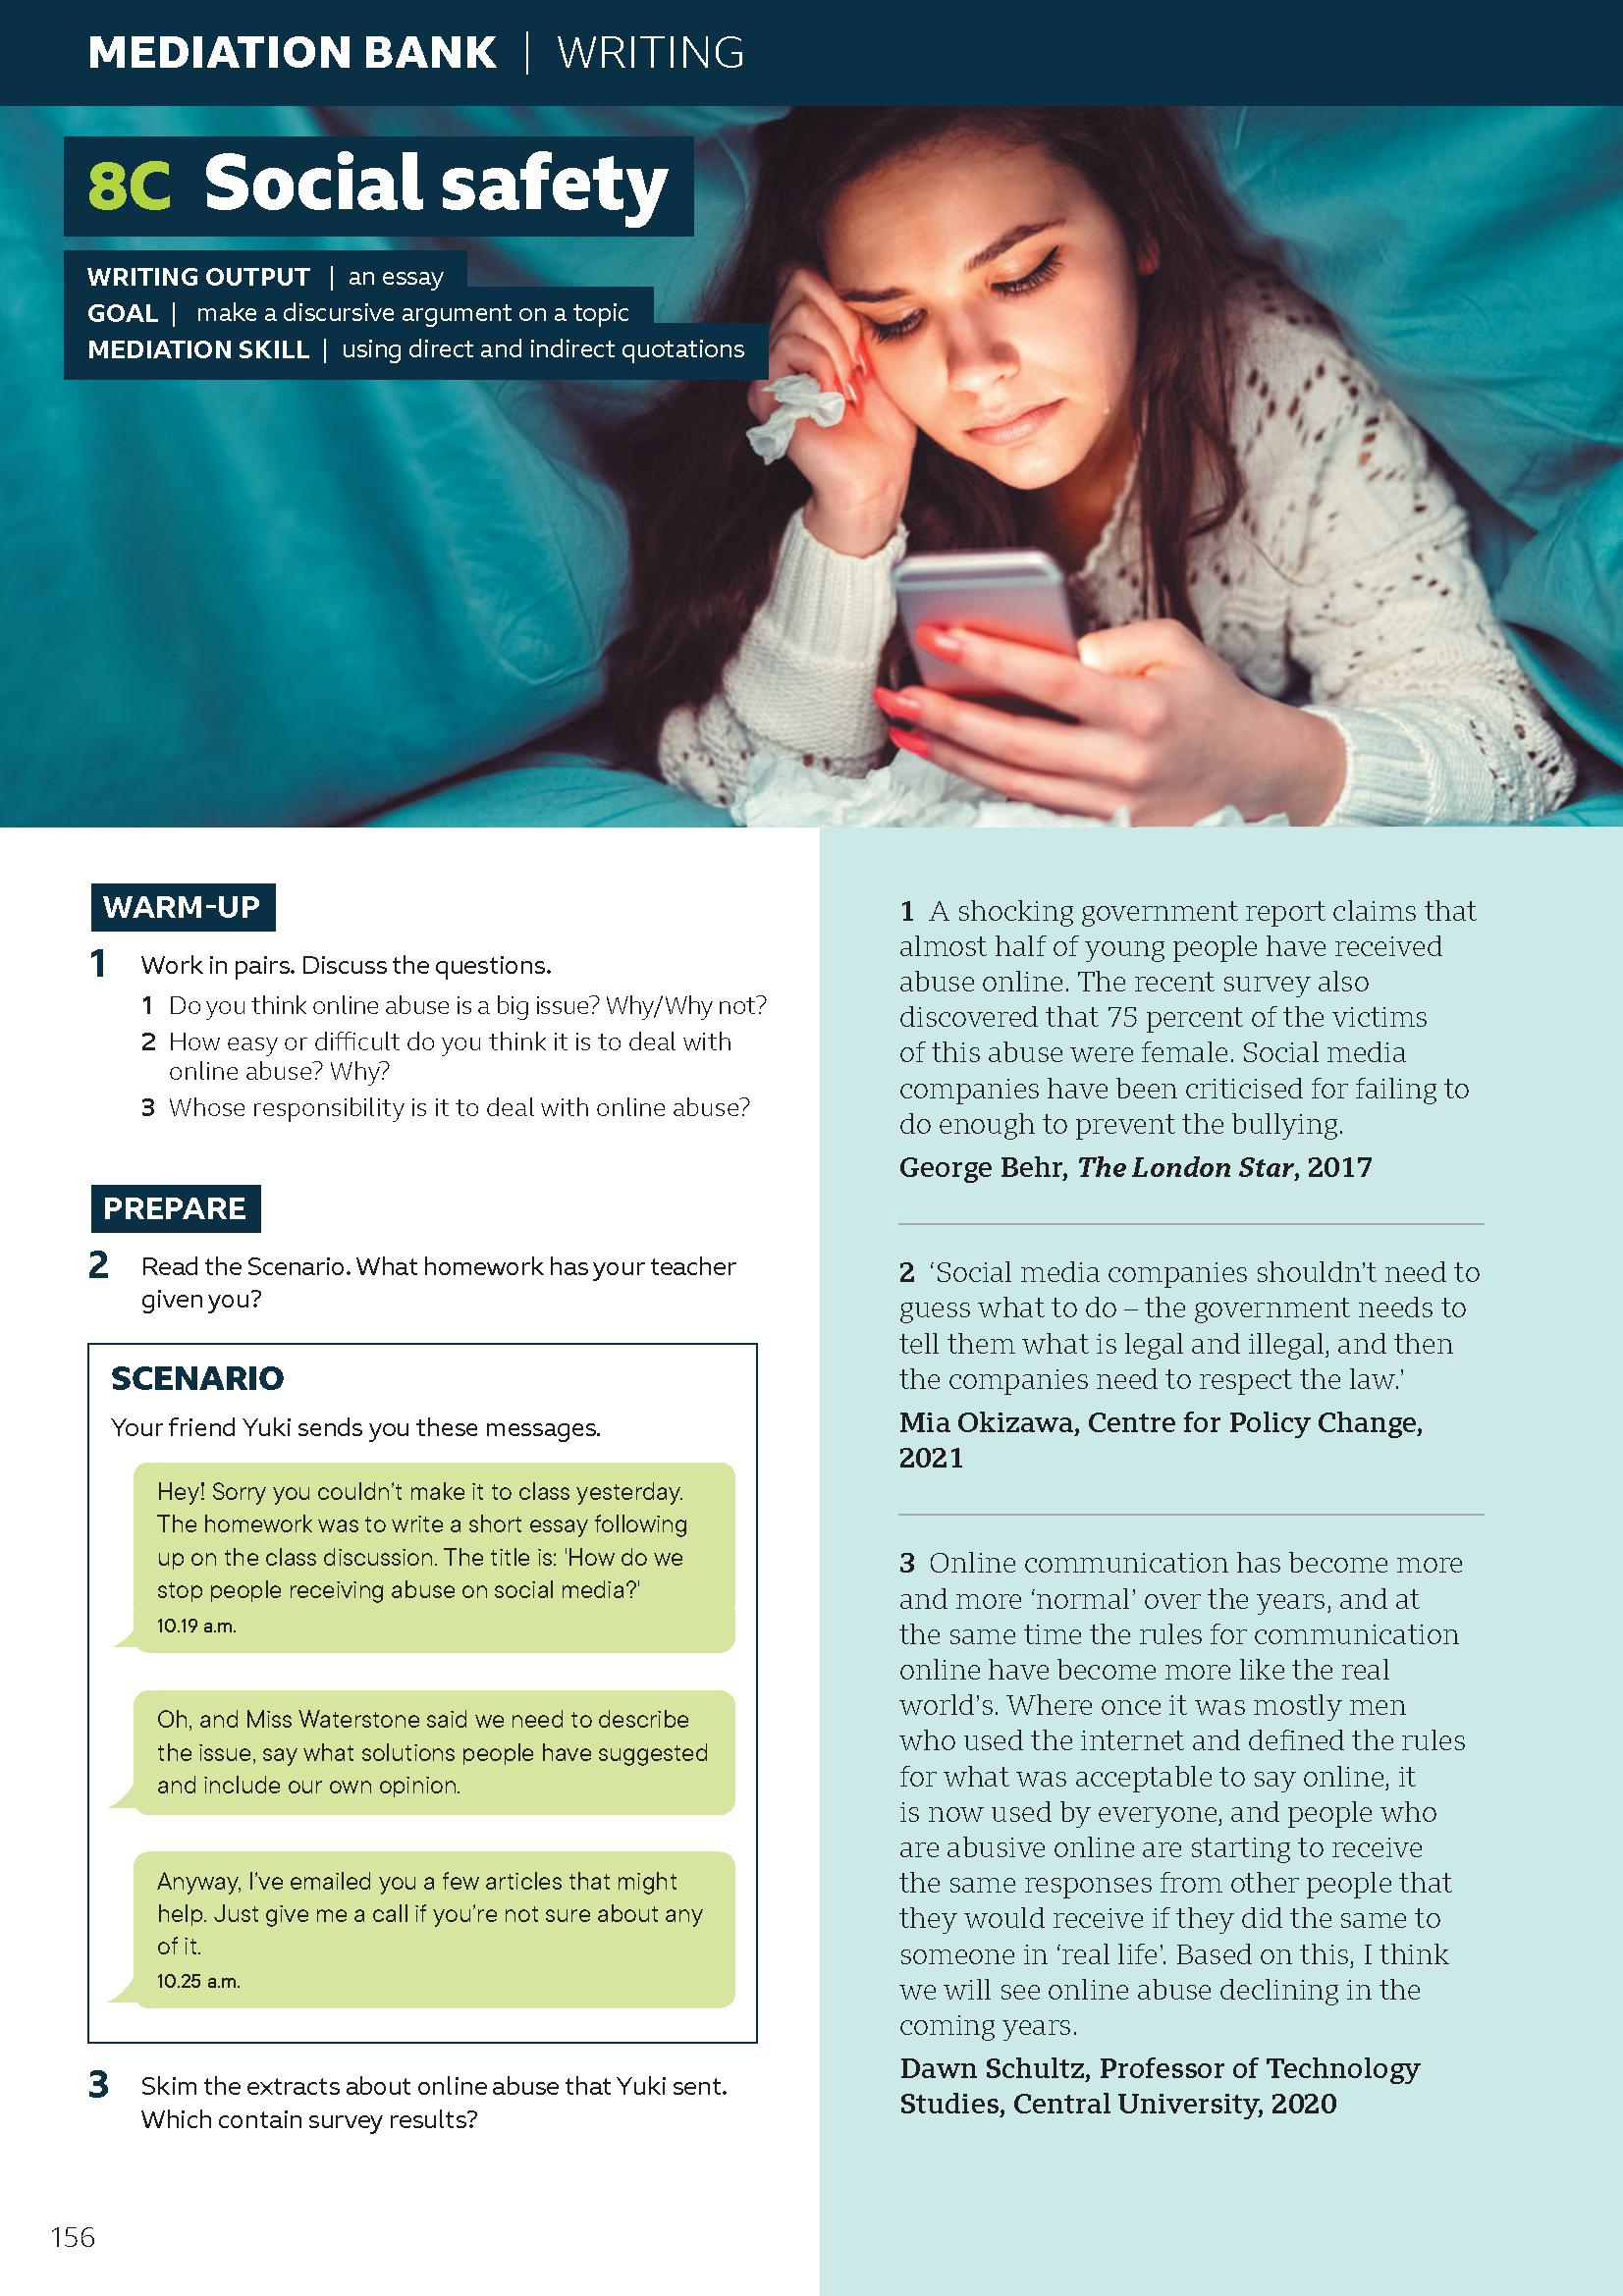 MEDIATION BANK | WRITING
8C Social safety
WRITING OUTPUT | an essay
GOAL | make a discursive argument on a topic
MEDIATION SKILL | using direct and indirect quotations
WARM-UP
1 Work in pairs. Discuss the questions.
1 Do you think online abuse is a big issue? Why/Why not?
2 How easy or difficult do you think it is to deal with
online abuse? Why?
3 Whose responsibility is it to deal with online abuse?
PREPARE
2 Read the Scenario. What homework has your teacher
given you?
SCENARIO
Your friend Yuki sends you these messages.
Hey! Sorry you couldn't make it to class yesterday.
The homework was to write a short essay following
up on the class discussion. The title is: 'How do we
stop people receiving abuse on social media?'
10.19 a.m.
Oh, and Miss Waterstone said we need to describe
the issue, say what solutions people have suggested
and include our own opinion.
Anyway, I've emailed you a few articles that might
help. Just give me a call if you're not sure about any
of it.
10.25 a.m.
3 Skim the extracts about online abuse that Yuki sent.
Which contain survey results?
1 A shocking government report claims that
almost half of young people have received
abuse online. The recent survey also
discovered that 75 percent of the victims
of this abuse were female. Social media
companies have been criticised for failing to
do enough to prevent the bullying.
George Behr, The London Star, 2017
2 ‘Social media companies shouldn’t need to
guess what to do – the government needs to
tell them what is legal and illegal, and then
the companies need to respect the law.’
Mia Okizawa, Centre for Policy Change,
2021
3 Online communication has become more
and more ‘normal’ over the years, and at
the same time the rules for communication
online have become more like the real
world’s. Where once it was mostly men
who used the internet and defined the rules
for what was acceptable to say online, it
is now used by everyone, and people who
are abusive online are starting to receive
the same responses from other people that
they would receive if they did the same to
someone in ‘real life’. Based on this, I think
we will see online abuse declining in the
coming years.
Dawn Schultz, Professor of Technology
Studies, Central University, 2020
156